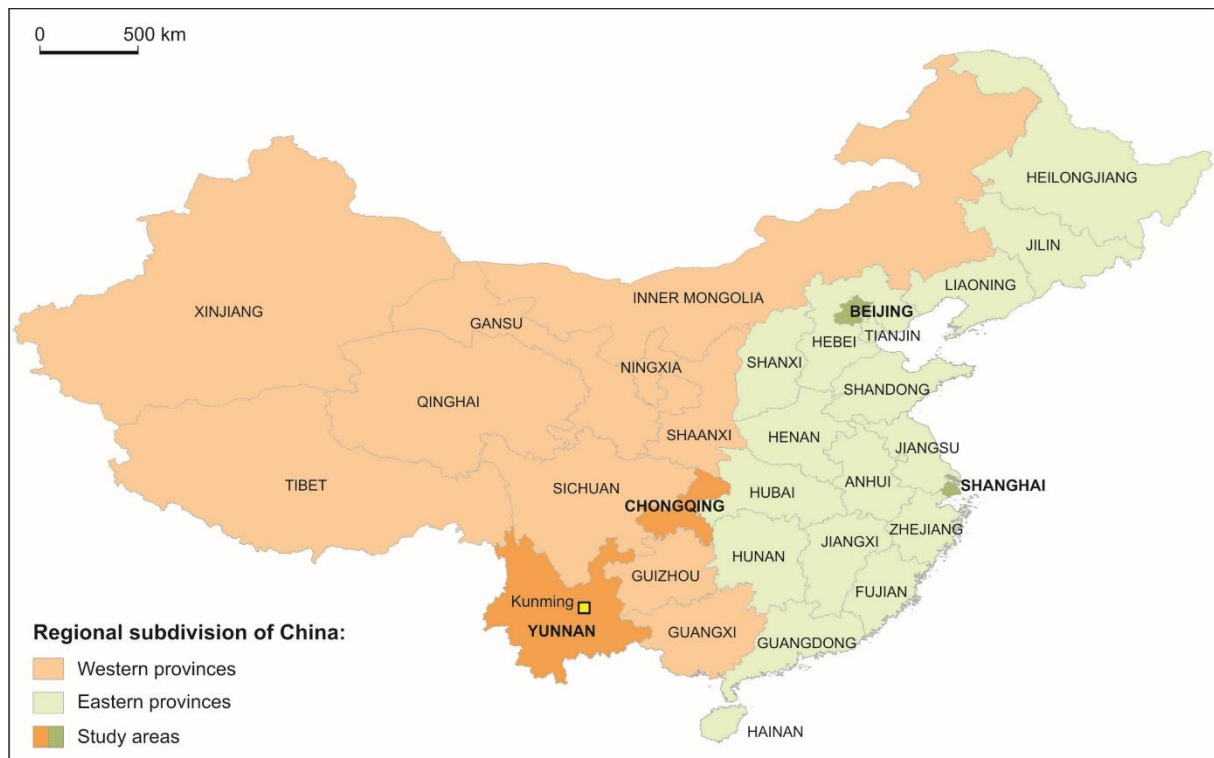 0 500 km
HEILONGJIANG
JILIN
LIAONING
XINJIANG
INNER MONGOLIA
GANSU
BEIJING
TIANJIN
HEBEI
SHANXI
NINGXIA
SHANDONG
QINGHAI
SHAANXI
HENAN
JIANGSU
TIBET
SICHUAN
HUBAI
ANHUI
SHANGHAI
CHONGQING
ZHEJIANG
HUNAN
JIANGXI
GUIZHOU
FUJIAN
Kunming
YUNNAN
GUANGXI
GUANGDONG
HAINAN
Regional subdivision of China:
Western provinces
Eastern provinces
Study areas